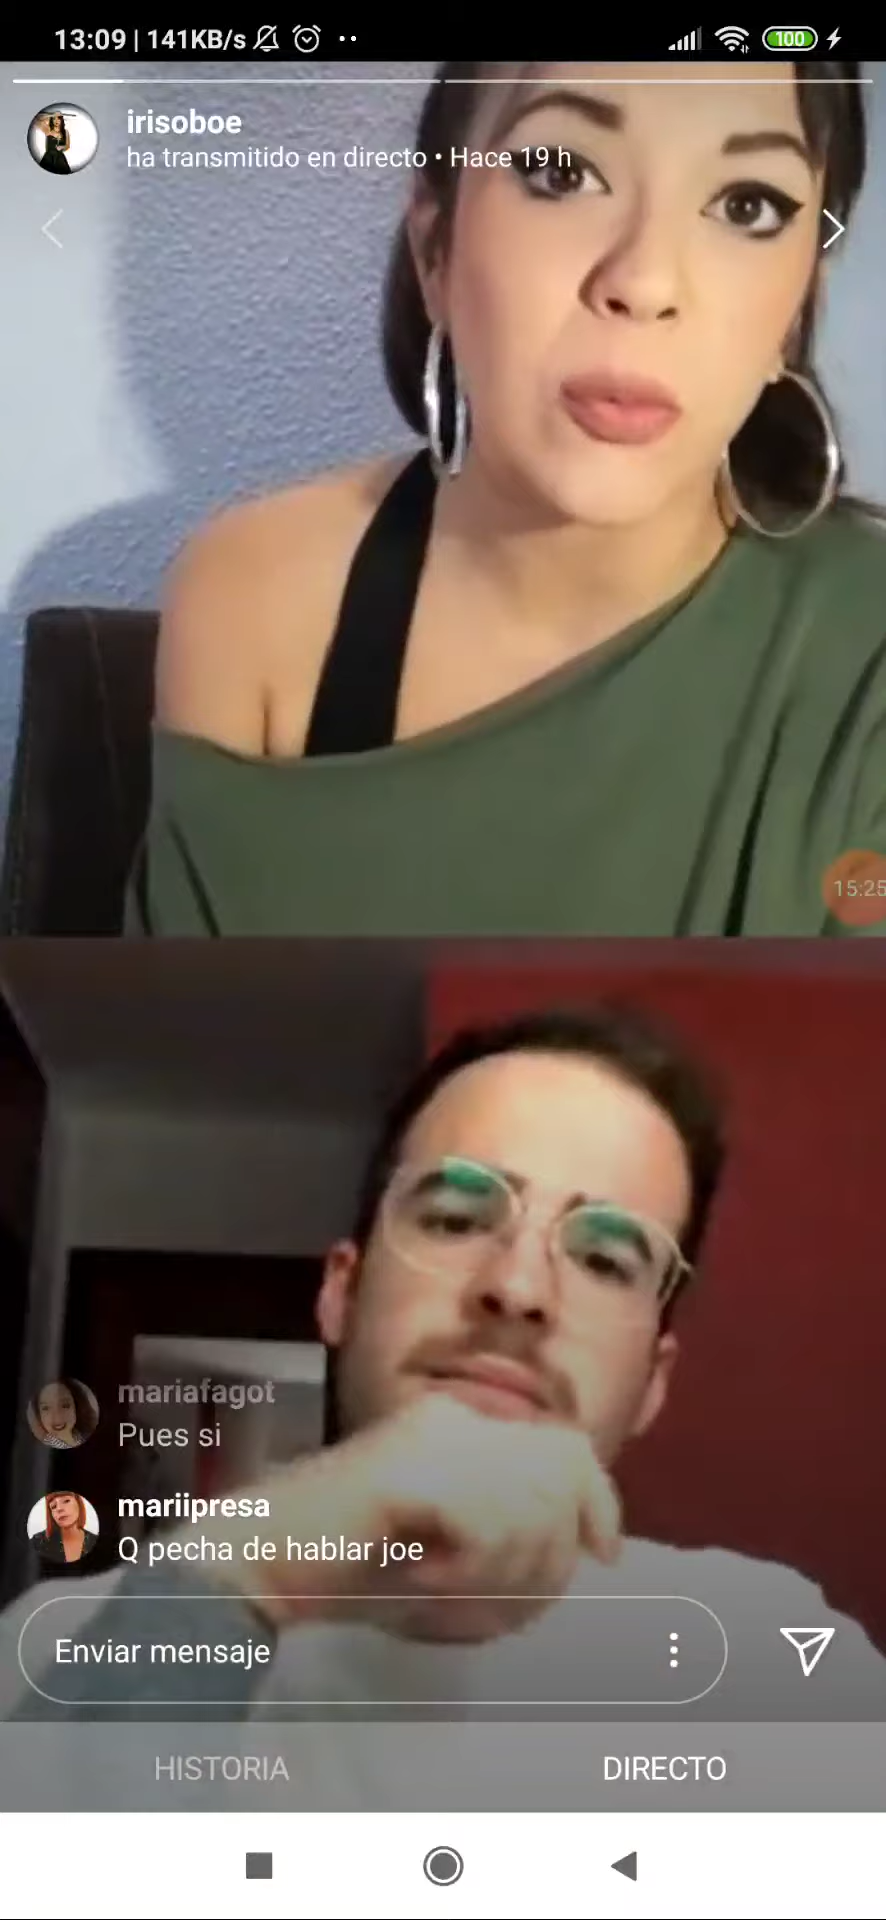 13:09 | 141KB/s
100
irisoboe
ha transmitido en directo • Hace 19 h
15:25
mariafagot
Pues si
mariipresa
Q pecha de hablar joe
Enviar mensaje
HISTORIA
DIRECTO